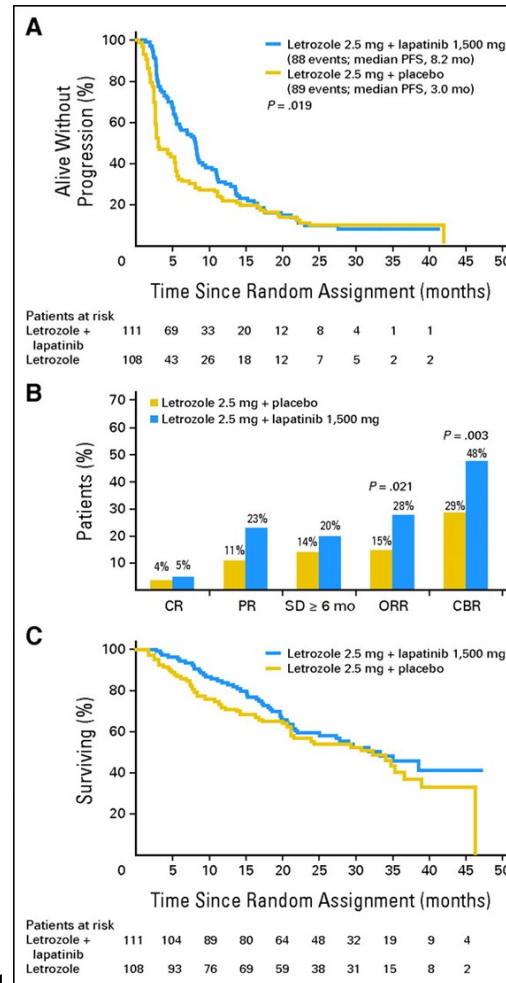 A
Letrozole 2.5 mg + lapatinib 1,500 mg
(88 events; median PFS, 8.2 mo)
Letrozole 2.5 mg + placebo
(89 events; median PFS, 3.0 mo)
P = .019
Alive Without
Progression (%)
100
80
60
40
20
0 5 10 15 20 25 30 35 40 45 50
Time Since Random Assignment (months)
Patients at risk
Letrozole + 111 69 33 20 12 8 4 1 1
lapatinib
Letrozole 108 43 26 18 12 7 5 2 2
B
Letrozole 2.5 mg + placebo
Letrozole 2.5 mg + lapatinib 1,500 mg
Patients (%)
70
60
50
40
30
20
10
P = .003
48%
P = .021
4% 5% 11% 23% 14% 20% 15% 28% 29%
CR PR SD ≥ 6 mo ORR CBR
C
Letrozole 2.5 mg + lapatinib 1,500 mg
Letrozole 2.5 mg + placebo
Surviving (%)
100
80
60
40
20
0 5 10 15 20 25 30 35 40 45 50
Time Since Random Assignment (months)
Patients at risk
Letrozole + 111 104 89 80 64 48 32 19 9 4
lapatinib
Letrozole 108 93 76 69 59 38 31 15 8 2